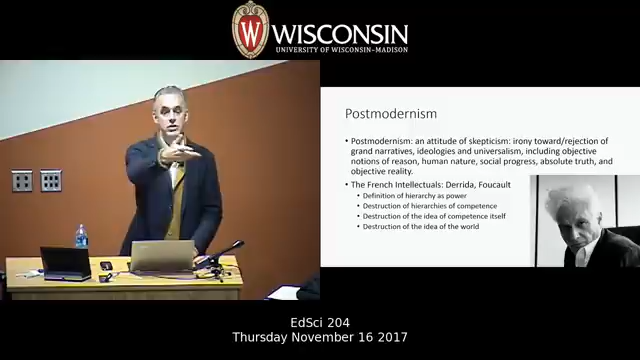 W
WISCONSIN
UNIVERSITY OF WISCONSIN–MADISON
Postmodernism
• Postmodernism: an attitude of skepticism: irony toward/rejection of
grand narratives, ideologies and universalism, including objective
notions of reason, human nature, social progress, absolute truth, and
objective reality.
• The French Intellectuals: Derrida, Foucault
• Definition of hierarchy as power
• Destruction of hierarchies of competence
• Destruction of the idea of competence itself
• Destruction of the idea of the world
EdSci 204
Thursday November 16 2017